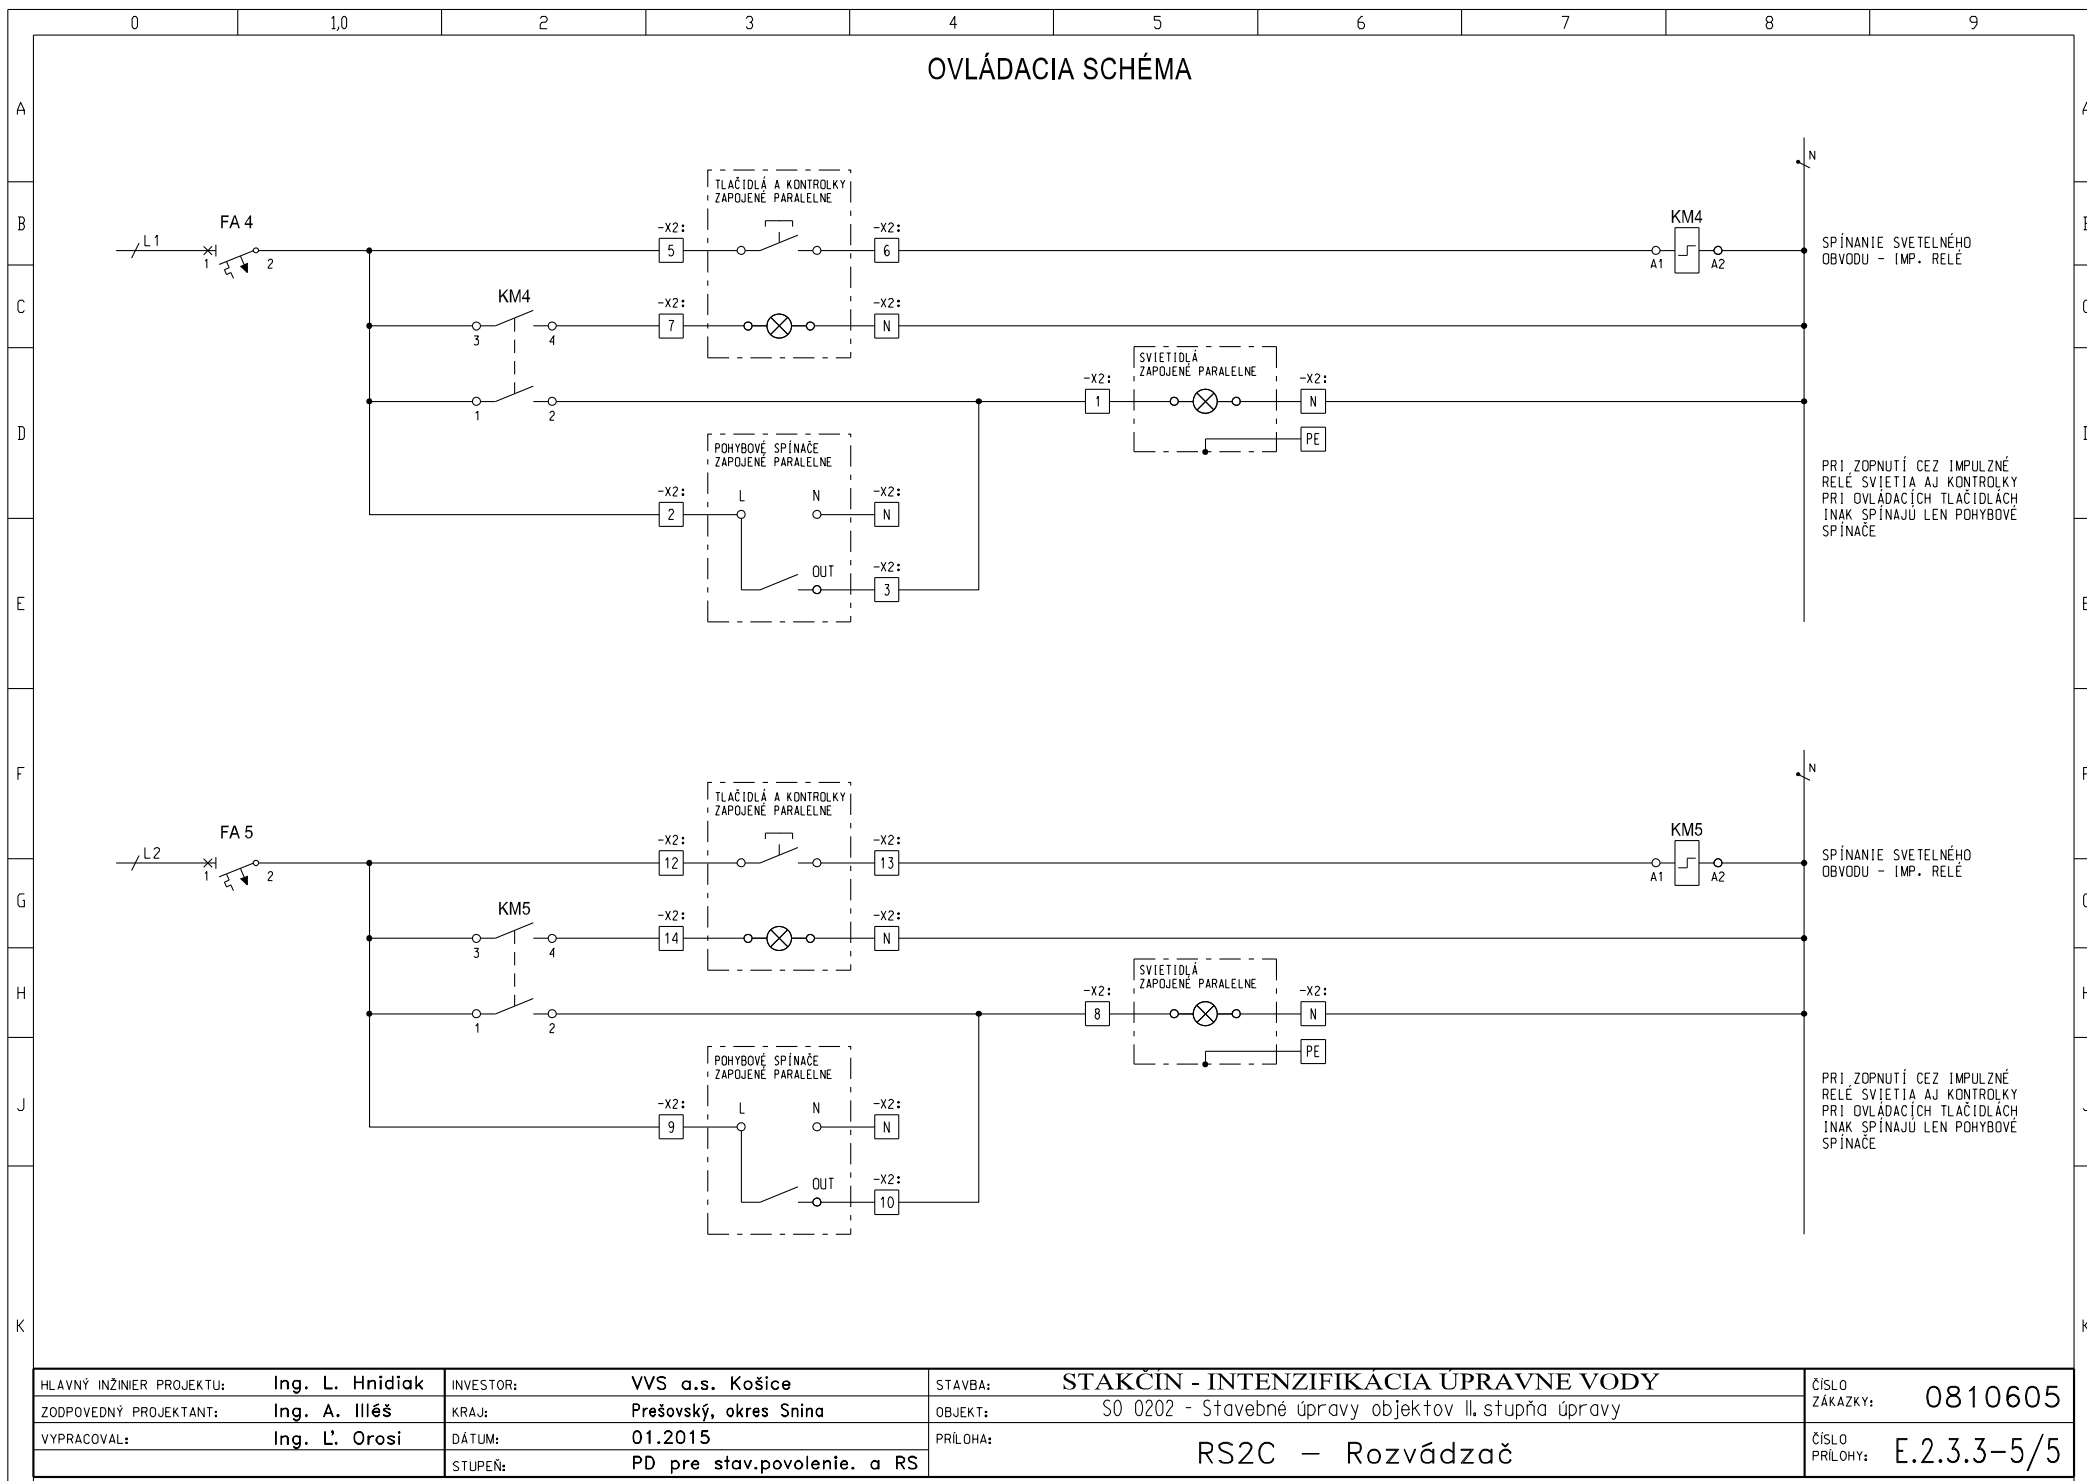 0 1,0 2 3 4 5 6 7 8 9
OVLÁDACIA SCHÉMA
A
N
TLAČIDLÁ A KONTROLKY
ZAPOJENÉ PARALELNE
B
FA 4
-X2: -X2:
KM4
L1
1 2
5 6
A1 A2
SPÍNANIE SVETELNÉHO
OBVODU - IMP. RELÉ
C
KM4
-X2: -X2:
3 4
7 N
SVIETIDLÁ
ZAPOJENÉ PARALELNE
-X2: -X2:
1 2
1 N
D
PE
POHYBOVÉ SPÍNAČE
ZAPOJENÉ PARALELNE
-X2: L N -X2:
2 N
PRI ZOPNUTÍ CEZ IMPULZNÉ
RELÉ SVIETIA AJ KONTROLKY
PRI OVLÁDACÍCH TLAČIDLÁCH
INAK SPÍNAJÚ LEN POHYBOVÉ
SPÍNAČE
OUT -X2:
3
E
F
N
TLAČIDLÁ A KONTROLKY
ZAPOJENÉ PARALELNE
FA 5
-X2: -X2:
KM5
L2
1 2
12 13
A1 A2
SPÍNANIE SVETELNÉHO
OBVODU - IMP. RELÉ
G
KM5
-X2: -X2:
3 4
14 N
SVIETIDLÁ
ZAPOJENÉ PARALELNE
H
-X2: -X2:
1 2
8 N
PE
POHYBOVÉ SPÍNAČE
ZAPOJENÉ PARALELNE
J
-X2: L N -X2:
9 N
PRI ZOPNUTÍ CEZ IMPULZNÉ
RELÉ SVIETIA AJ KONTROLKY
PRI OVLÁDACÍCH TLAČIDLÁCH
INAK SPÍNAJÚ LEN POHYBOVÉ
SPÍNAČE
OUT -X2:
10
K
HLAVNÝ INŽINIER PROJEKTU: Ing. L. Hnidiak
ZODPOVEDNÝ PROJEKTANT: Ing. A. Illéš
VYPRACOVAL: Ing. Ľ. Orosi
INVESTOR: VVS a.s. Košice
KRAJ: Prešovský, okres Snina
DÁTUM: 01.2015
STUPEŇ: PD pre stav.povolenie. a RS
STAVBA: STAKČÍN - INTENZIFIKÁCIA ÚPRAVNE VODY
OBJEKT: SO 0202 - Stavebné úpravy objektov II. stupňa úpravy
PRÍLOHA: RS2C – Rozvádzač
ČÍSLO
ZÁKAZKY: 0810605
ČÍSLO
PRÍLOHY: E.2.3.3-5/5